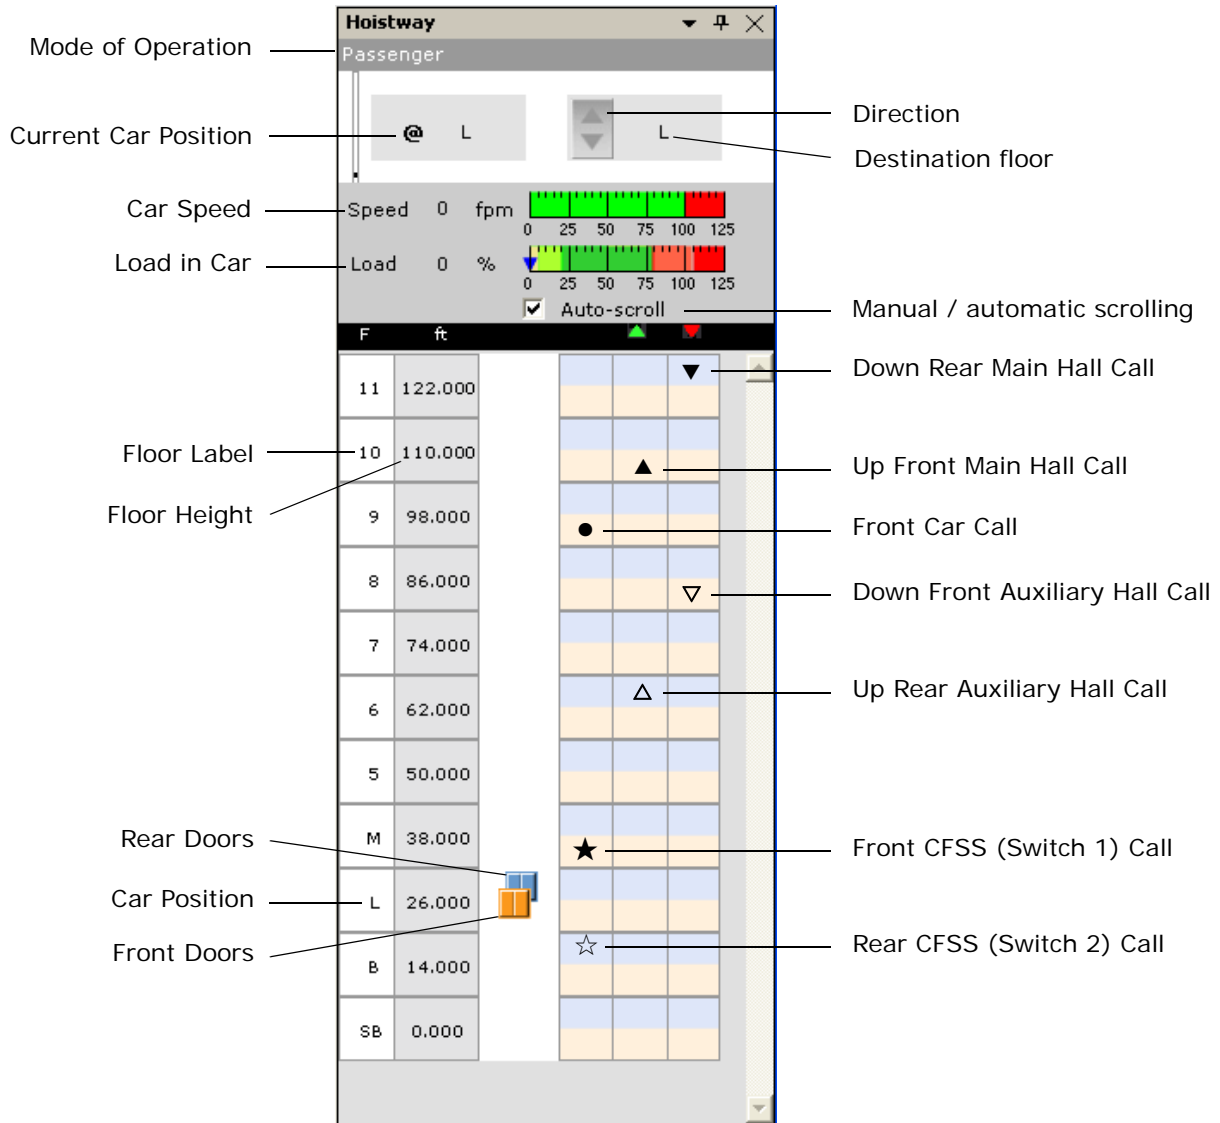 Hoistway
Mode of Operation
Passenger
Current Car Position
@ L
L
Direction
Destination floor
Car Speed
Speed 0 fpm
0 25 50 75 100 125
Load in Car
Load 0 %
0 25 50 75 100 125
Auto-scroll
Manual / automatic scrolling
F ft
11 122.000
Down Rear Main Hall Call
Floor Label
10 110.000
Up Front Main Hall Call
Floor Height
9 98.000
Front Car Call
8 86.000
Down Front Auxiliary Hall Call
7 74.000
6 62.000
Up Rear Auxiliary Hall Call
5 50.000
Rear Doors
M 38.000
Front CFSS (Switch 1) Call
Car Position
L 26.000
Front Doors
B 14.000
Rear CFSS (Switch 2) Call
SB 0.000